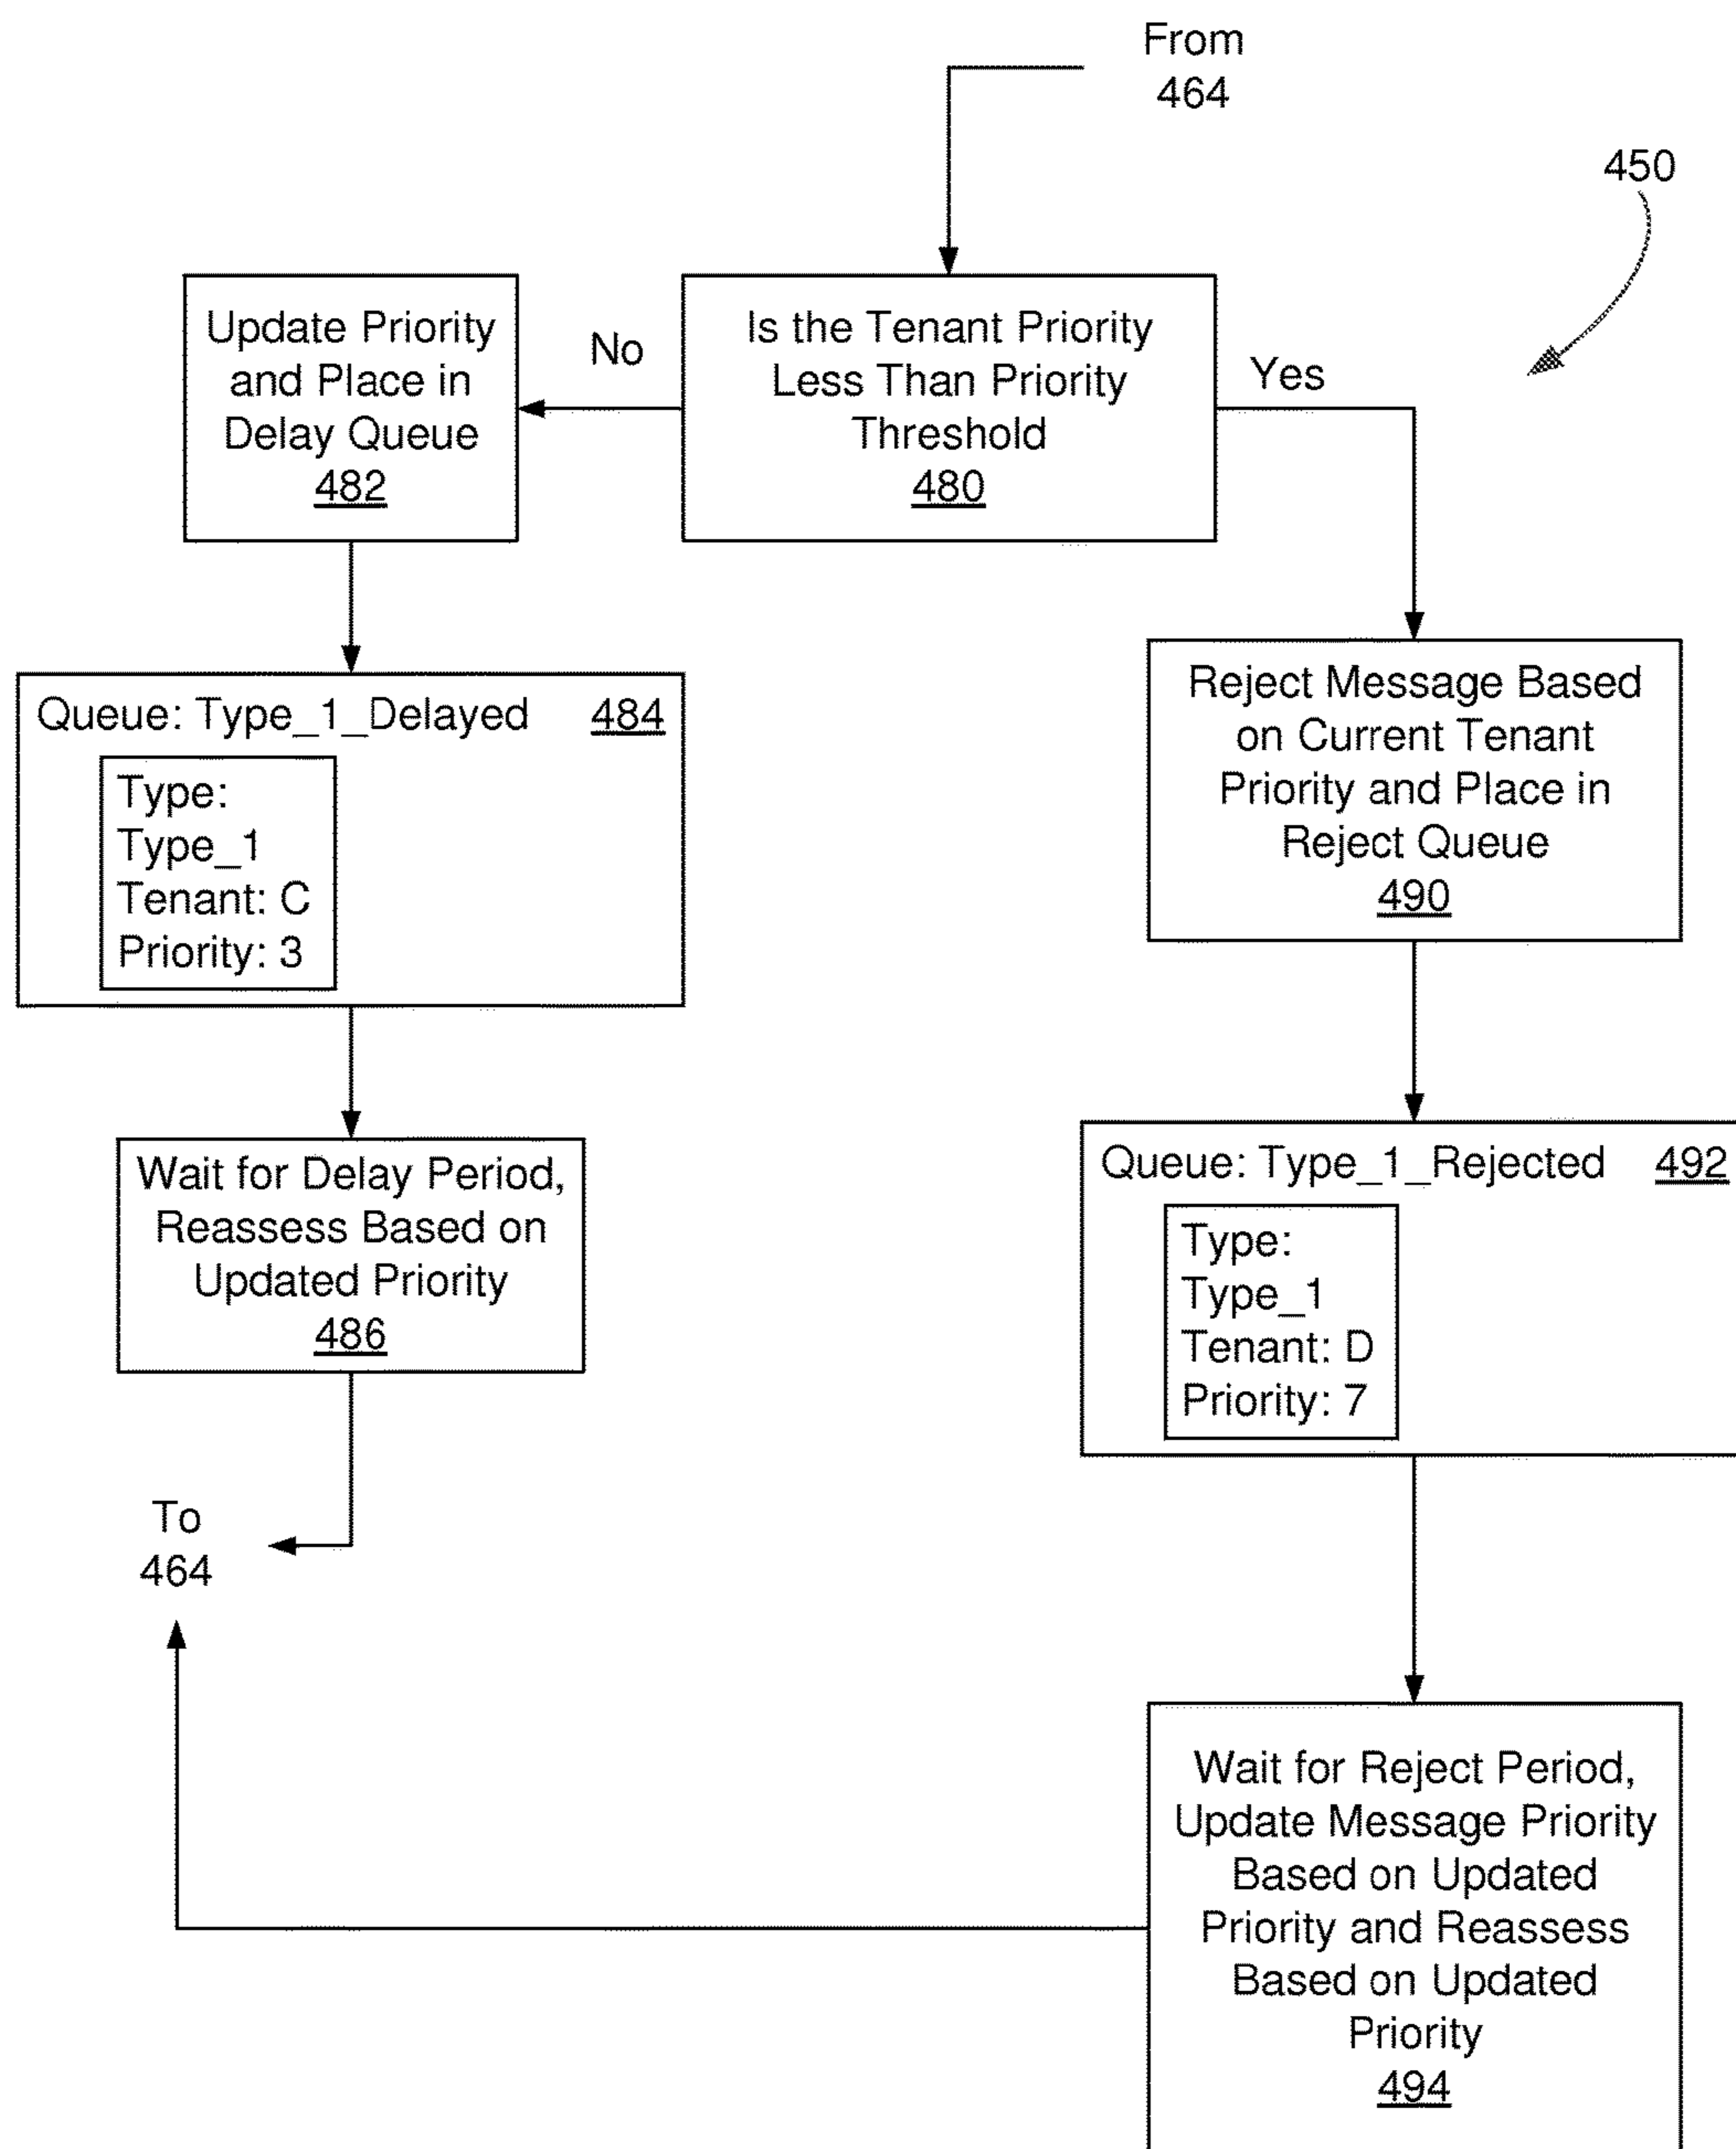 From
464
450
Update Priority
and Place in
Delay Queue
482
No
Is the Tenant Priority
Less Than Priority
Threshold
480
Yes
Queue: Type_1_Delayed 484
Type:
Type_1
Tenant: C
Priority: 3
Reject Message Based
on Current Tenant
Priority and Place in
Reject Queue
490
Wait for Delay Period,
Reassess Based on
Updated Priority
486
Queue: Type_1_Rejected 492
Type:
Type_1
Tenant: D
Priority: 7
To
464
Wait for Reject Period,
Update Message Priority
Based on Updated
Priority and Reassess
Based on Updated
Priority
494